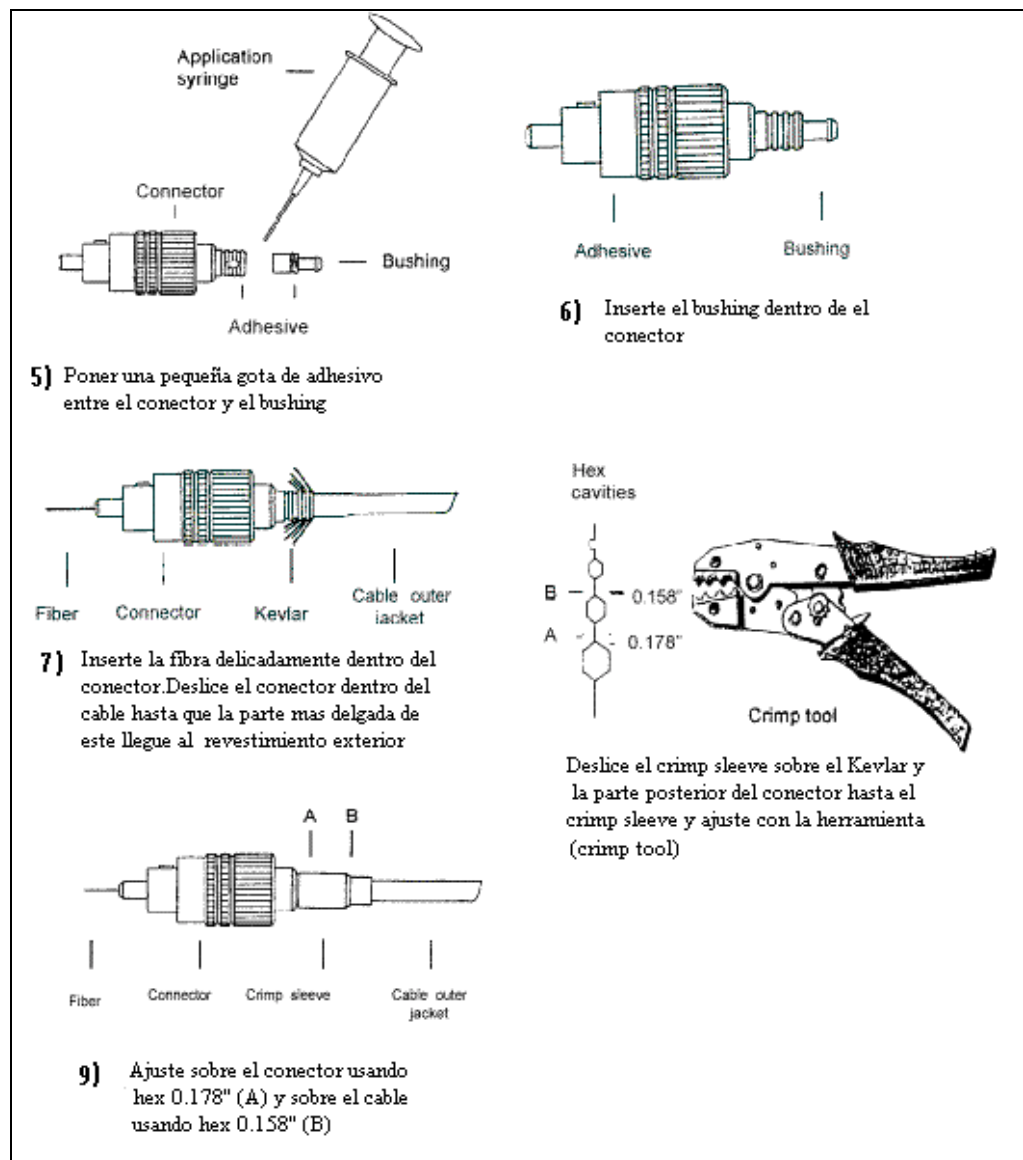 Application
syringe
Connector
Bushing
Adhesive
5) Poner una pequeña gota de adhesivo
entre el conector y el bushing
Adhesive
Bushing
6) Inserte el bushing dentro de el
conector
Fiber
Connector
Kevlar
Cable outer
jacket
7) Inserte la fibra delicadamente dentro del
conector.Deslice el conector dentro del
cable hasta que la parte mas delgada de
este llegue al revestimiento exterior
Hex
cavities
B
0.158"
A
0.178"
Crimp tool
Deslice el crimp sleeve sobre el Kevlar y
la parte posterior del conector hasta el
crimp sleeve y ajuste con la herramienta
(crimp tool)
A
B
Fiber
Connector
Crimp sleeve
Cable outer
jacket
9) Ajuste sobre el conector usando
hex 0.178" (A) y sobre el cable
usando hex 0.158" (B)